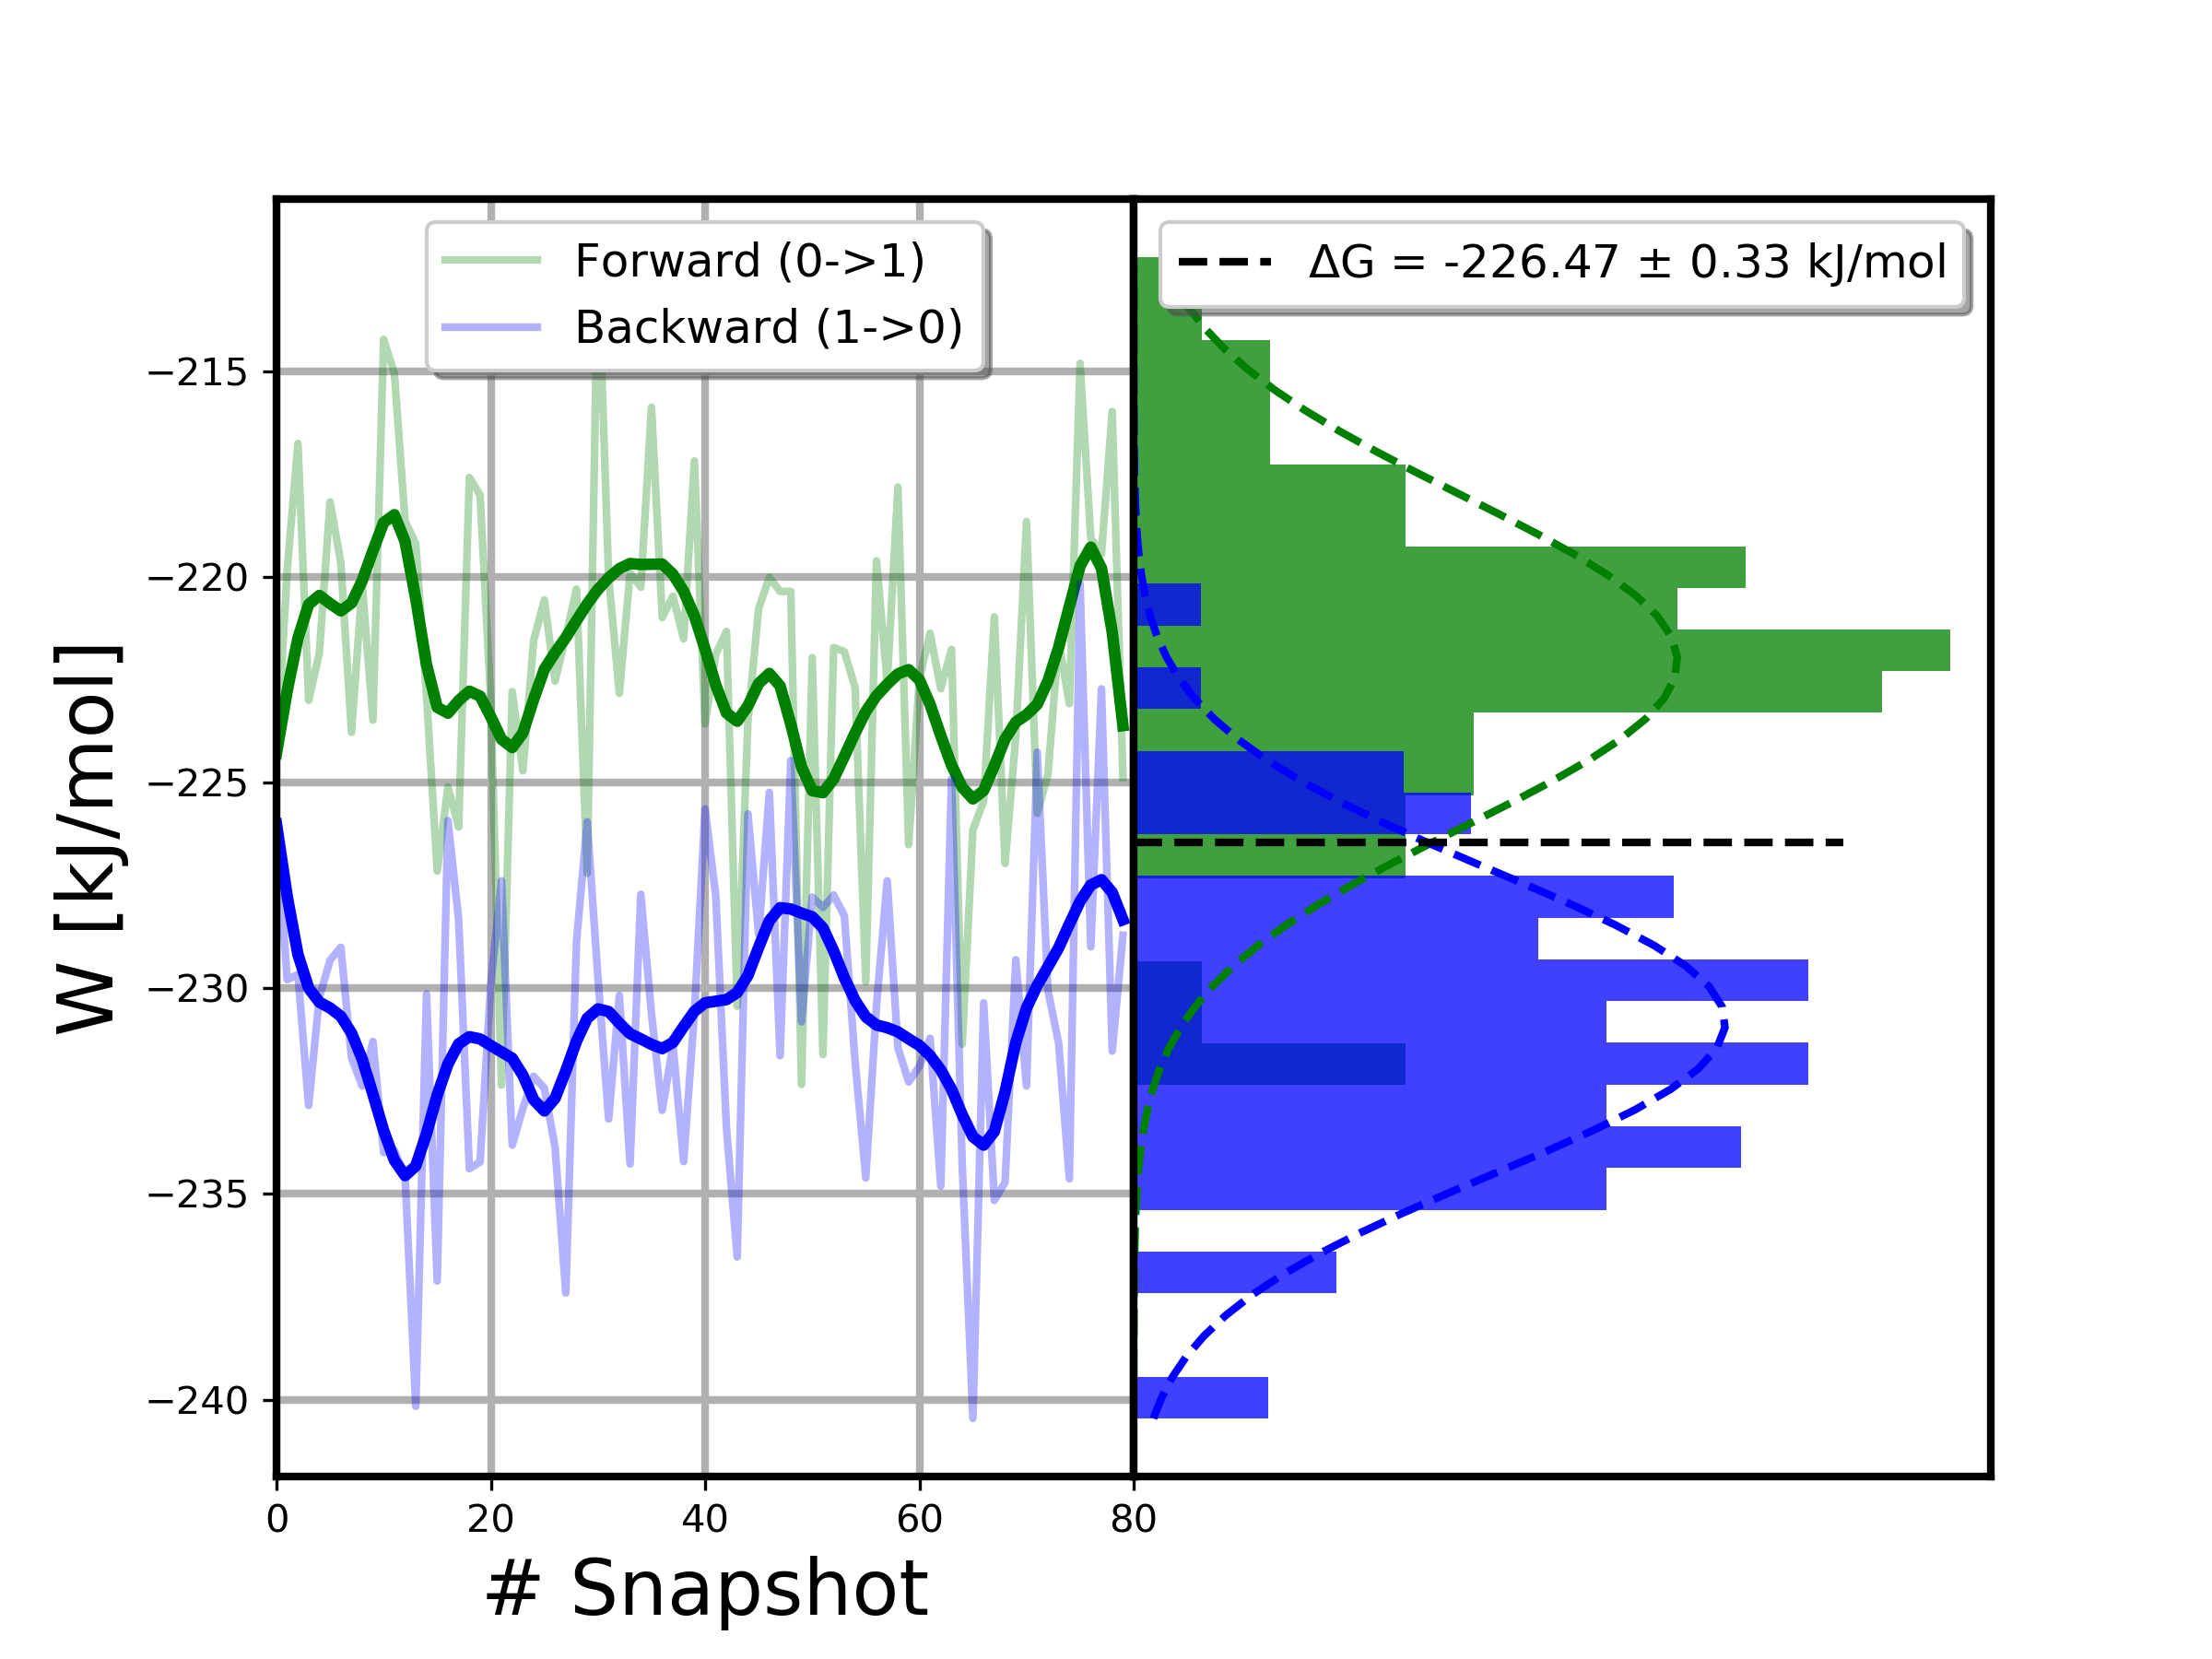 Forward (0->1)
Backward (1->0)
ΔG = -226.47 ± 0.33 kJ/mol
W [kJ/mol]
−215
−220
−225
−230
−235
−240
0 20 40 60 80
# Snapshot